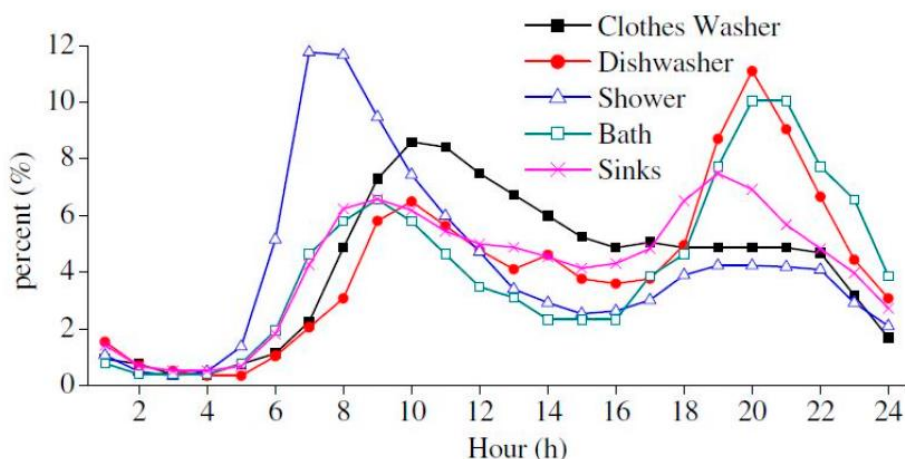 Clothes Washer
Dishwasher
Shower
Bath
Sinks
12
10
8
6
4
2
0
percent (%)
2 4 6 8 10 12 14 16 18 20 22 24
Hour (h)